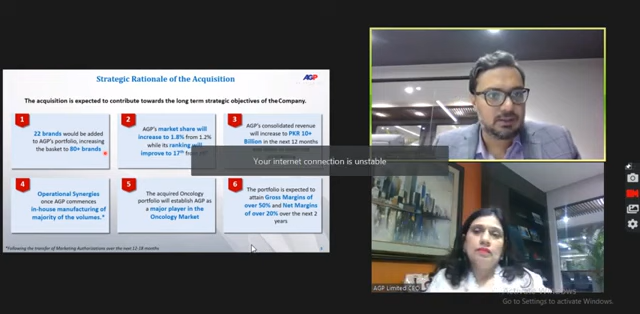 Strategic Rationale of the Acquisition
AGP
The acquisition is expected to contribute towards the long term strategic objectives of the Company.
1
22 brands would be added
to AGP's portfolio, increasing
the basket to 80+ brands
2
AGP's market share will
increase to 1.8% from 1.2%
while its ranking will
improve to 17th from
3
AGP's consolidated revenue
will increase to PKR 10+
Billion in the next 12 months
Your internet connection is unstable
4
Operational Synergies
once AGP commences
in-house manufacturing of
majority of the volumes.*
5
The acquired Oncology
portfolio will establish AGP as
a major player in the
Oncology Market
6
The portfolio is expected to
attain Gross Margins of
over 50% and Net Margins
of over 20% over the next 2
years
*Following the transfer of Marketing Authorizations over the next 12-18 months
AGP Limited CEO
Activate Windows
Go to Settings to activate Windows.